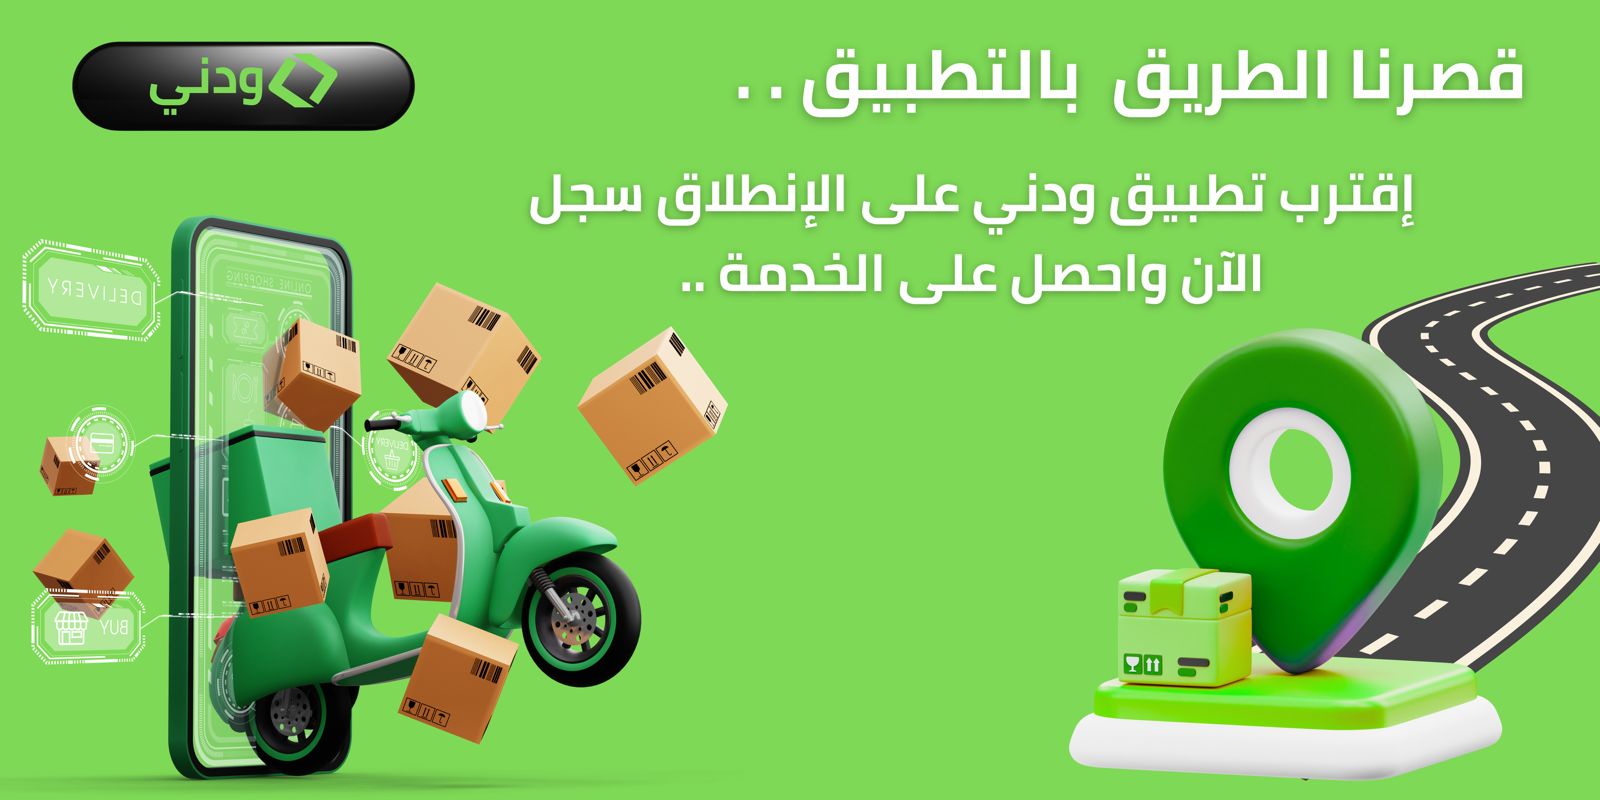 ودني
قصرنا الطريق بالتطبيق ..
إقترب تطبيق ودني على الإنطلاق سجل
الآن واحصل على الخدمة ..
DELIVERY
ONLINE SHOPPING
DELIVERY
BUY